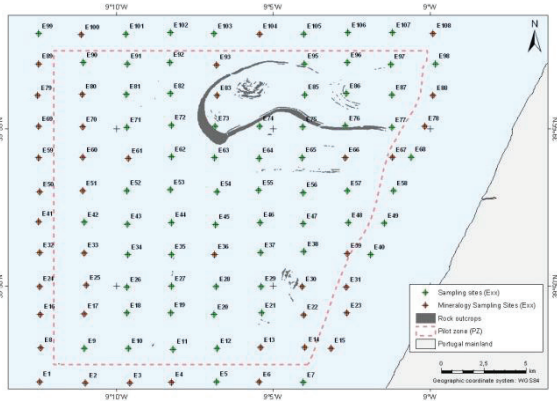 9°10'W 9°5'W 9°W
E99 E100 E101 E102 E103 E104 E105 E106 E107 E108
N
E89 E90 E91 E92 E93 E95 E96 E97 E98
E79 E80 E81 E82 E83 E85 E86 E87 E88
E69 E70 E71 E72 E73 E74 E75 E76 E77 E78
E59 E60 E61 E62 E63 E64 E65 E66 E67 E68
E50 E51 E52 E53 E54 E55 E56 E57 E58
E41 E42 E43 E44 E45 E46 E47 E48 E49
E32 E33 E34 E35 E36 E37 E38 E39 E40
E24 E25 E26 E27 E28 E29 E30 E31
E16 E17 E18 E19 E20 E21 E22 E23
E8 E9 E10 E11 E12 E13 E14 E15
E1 E2 E3 E4 E5 E6 E7
Sampling sites (Exx)
Mineralogy Sampling Sites (Exx)
Rock outcrops
Pilot zone (PZ)
Portugal mainland
0 2,5 5
km
Geographic coordinate system: WGS84
9°10'W 9°5'W 9°W